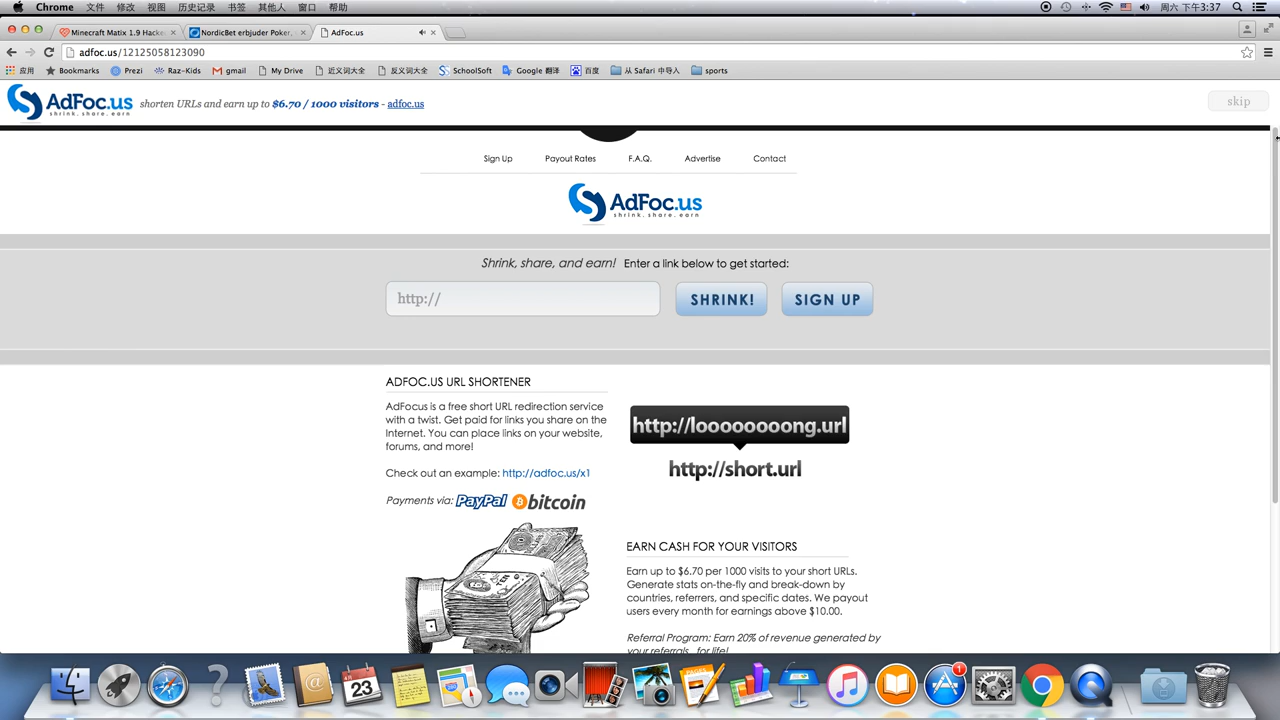 Chrome 文件 修改 视图 历史记录 书签 其他人 窗口 帮助 周六 下午3:37
Minecraft Matix 1.9 Hacke NordicBet erbjuder Poker, AdFoc.us
adfoc.us/12125058123090
应用 Bookmarks Prezi Raz-Kids gmail My Drive 近义词大全 反义词大全 SchoolSoft Google 翻译 百度 从 Safari 中导入 sports
AdFoc.us shorten URLs and earn up to $6.70 / 1000 visitors - adfoc.us skip
shrink. share. earn
Sign Up Payout Rates F.A.Q. Advertise Contact
AdFoc.us
shrink. share. earn
Shrink, share, and earn! Enter a link below to get started:
http:// SHRINK! SIGN UP
ADFOC.US URL SHORTENER
AdFocus is a free short URL redirection service
with a twist. Get paid for links you share on the
Internet. You can place links on your website,
forums, and more!
Check out an example: http://adfoc.us/x1
Payments via: PayPal bitcoin
http://looooooong.url
http://short.url
EARN CASH FOR YOUR VISITORS
Earn up to $6.70 per 1000 visits to your short URLs.
Generate stats on-the-fly and break-down by
countries, referrers, and specific dates. We payout
users every month for earnings above $10.00.
Referral Program: Earn 20% of revenue generated by
your referrals, for life!
23
1